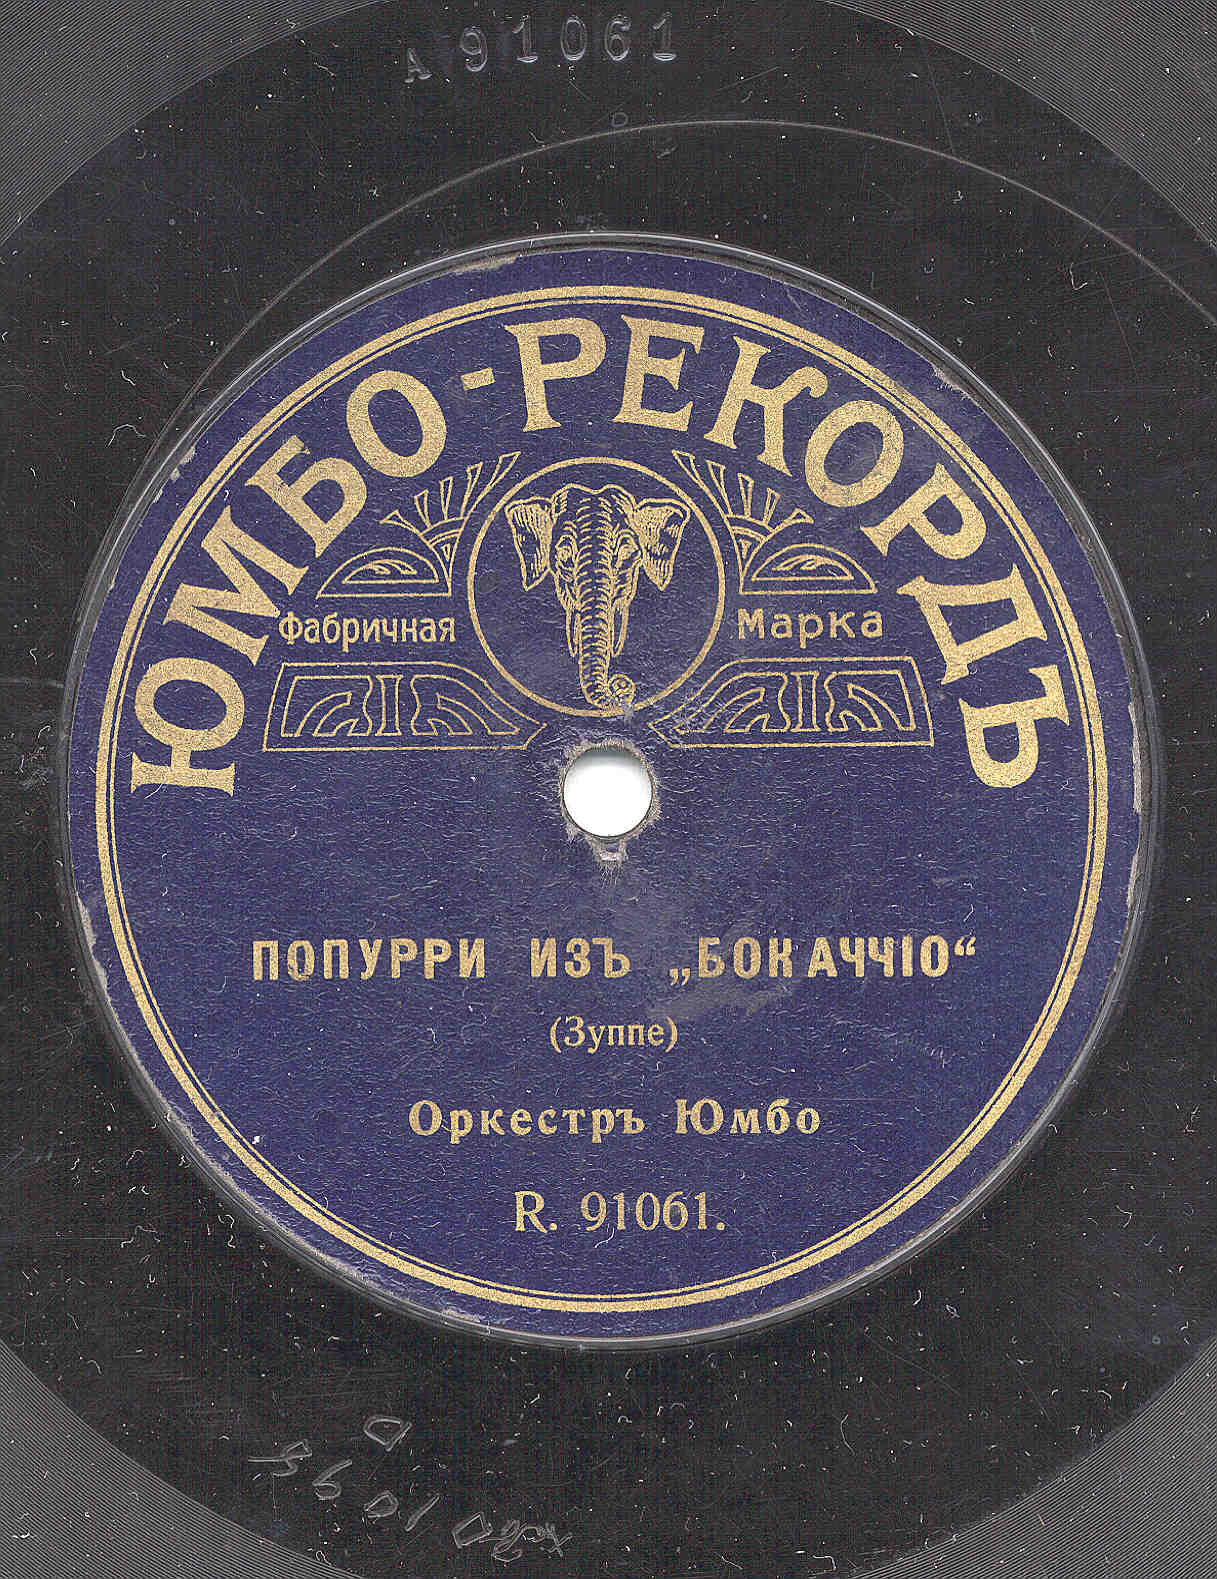 A 91061
ЮМБО-РЕКОРДЪ
Фабричная Марка
ПОПУРРИ ИЗЪ „БОКАЧЧІО“
(Зуппе)
Оркестръ Юмбо
R. 91061.